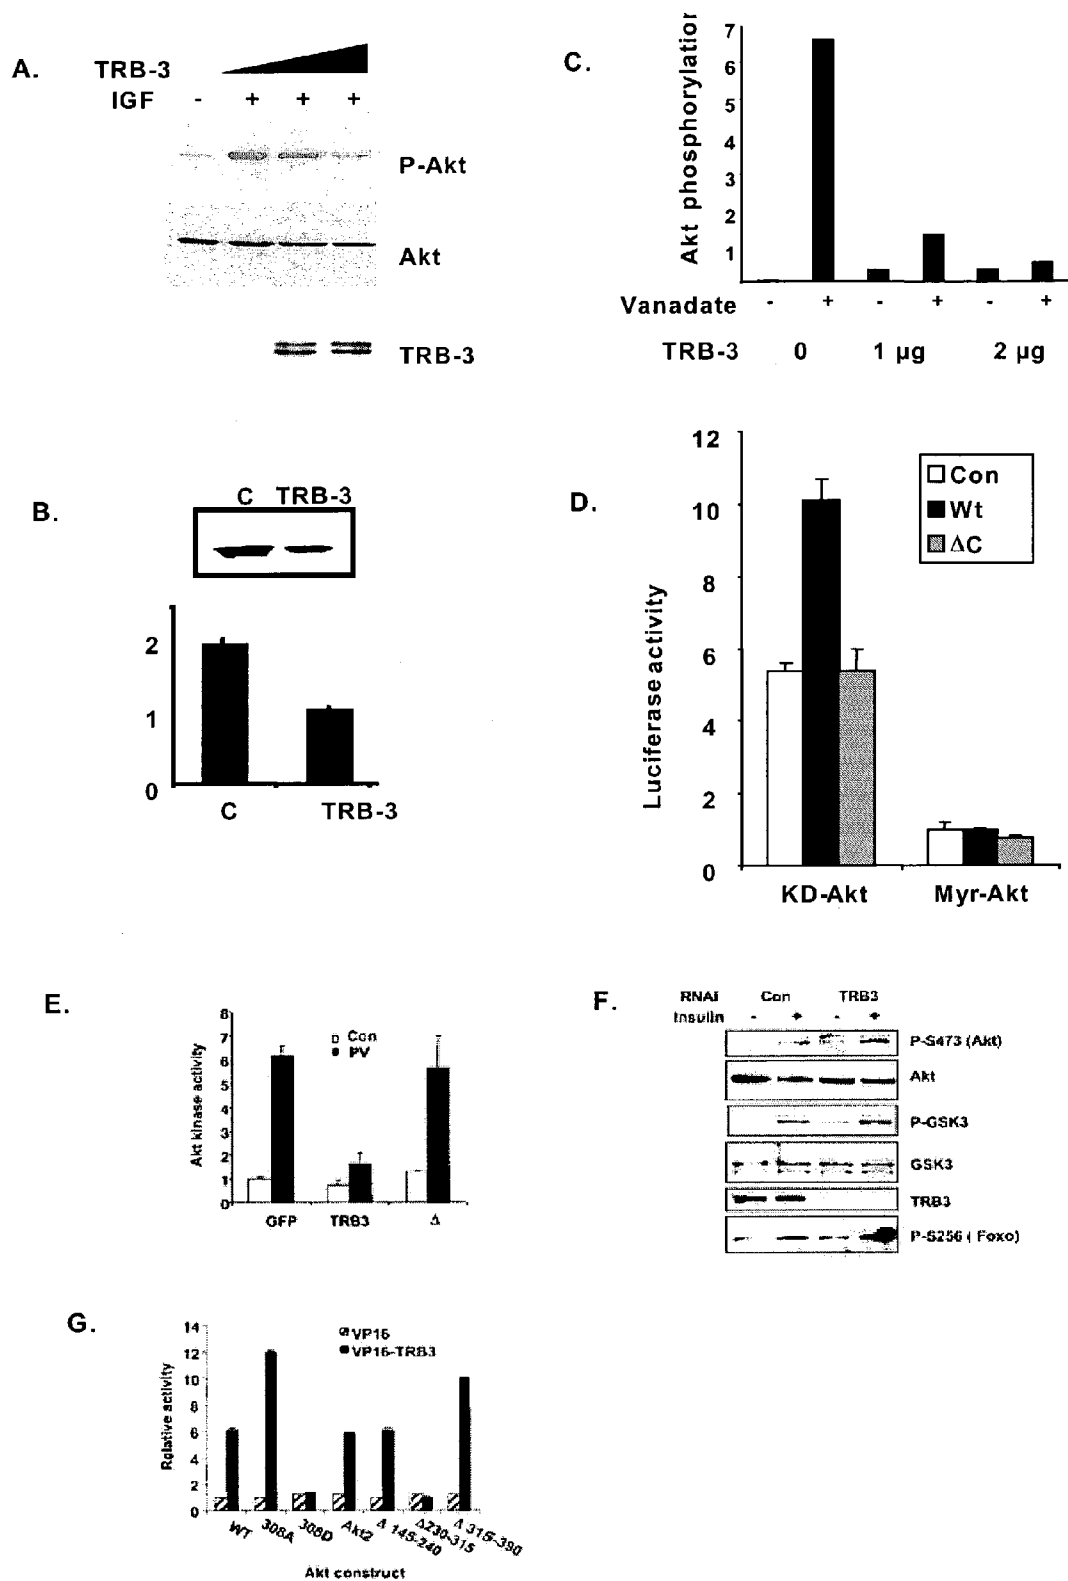 A.
TRB-3
IGF - + + +
P-Akt
Akt
TRB-3
B.
C TRB-3
2
1
0
C TRB-3
C.
Akt phosphorylation
7
6
5
4
3
2
1
Vanadate - + - + - +
TRB-3 0 1 µg 2 µg
D.
Luciferase activity
12
10
8
6
4
2
0
Con
Wt
ΔC
KD-Akt Myr-Akt
E.
Akt kinase activity
8
7
6
5
4
3
2
1
0
Con
PV
GFP TRB3 Δ
F.
RNAi Con TRB3
Insulin - + - +
P-S473 (Akt)
Akt
P-GSK3
GSK3
TRB3
P-S256 ( Foxo)
G.
Relative activity
14
12
10
8
6
4
2
0
VP16
VP16-TRB3
WT 308A 308D Akt2 Δ 145-240 Δ230-315 Δ 315-380
Akt construct